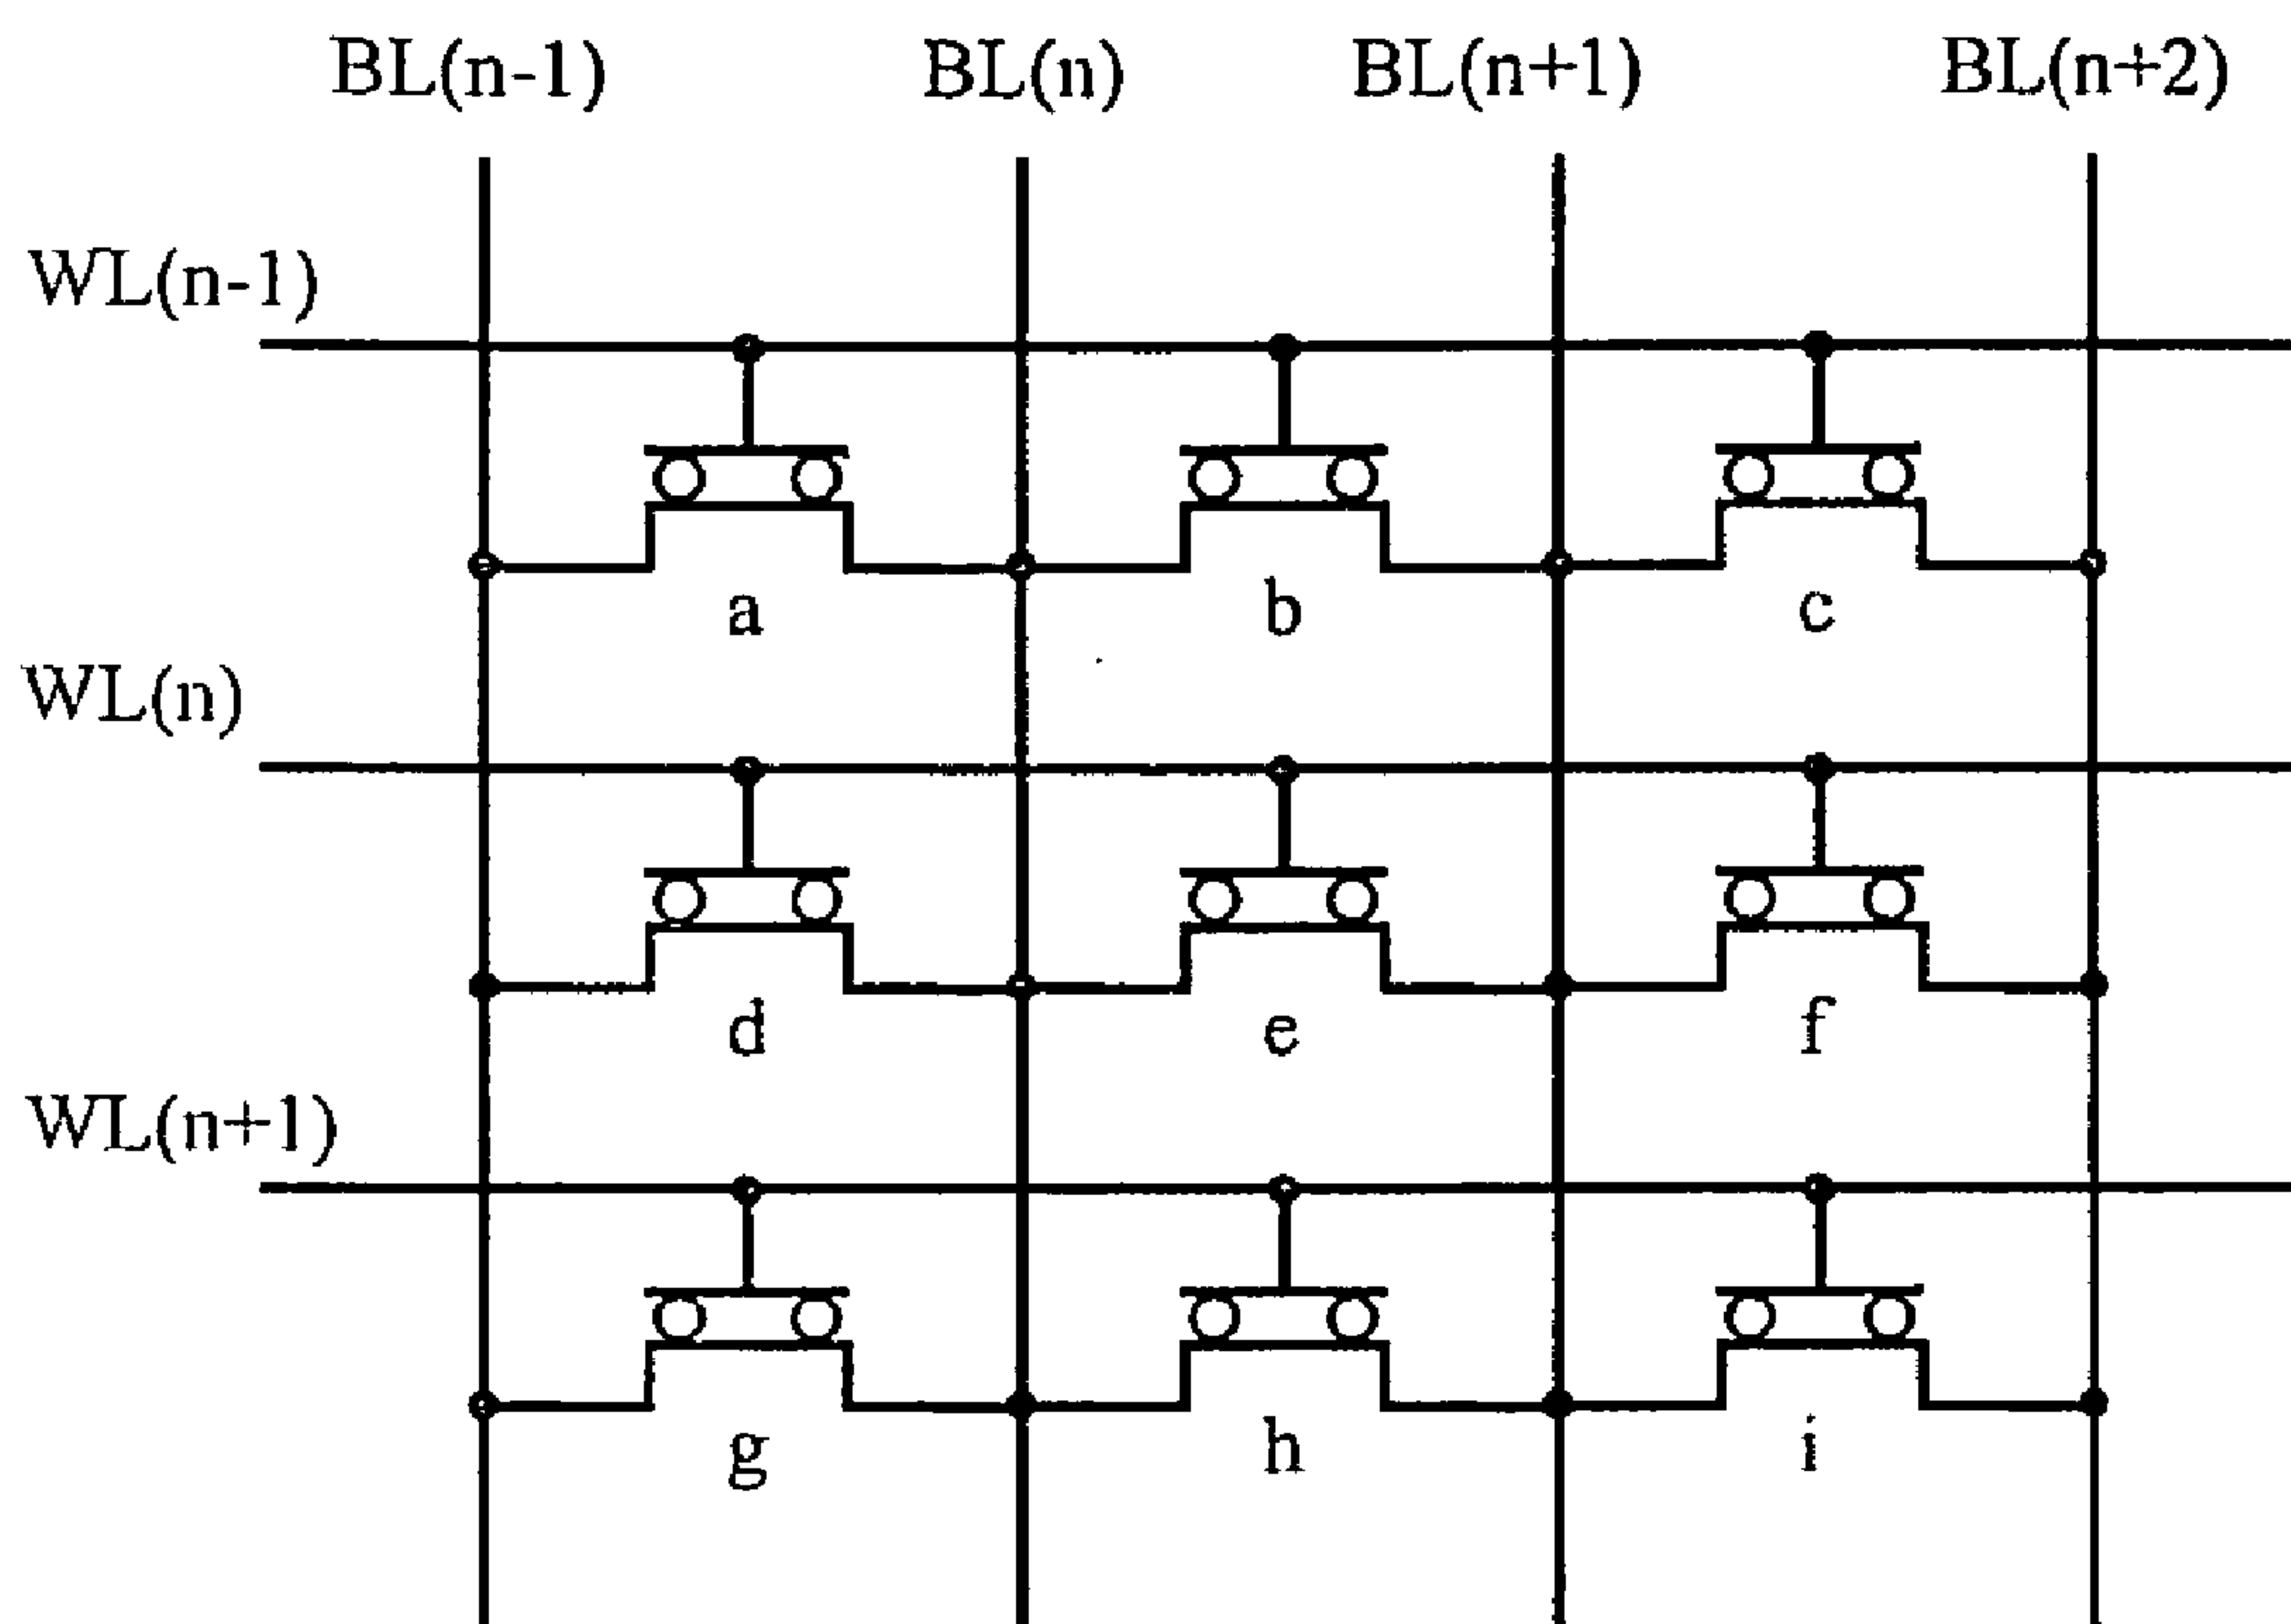 BL(n-1) BL(n) BL(n+1) BL(n+2)
WL(n-1)
a b c
WL(n)
d e f
WL(n+1)
g h i